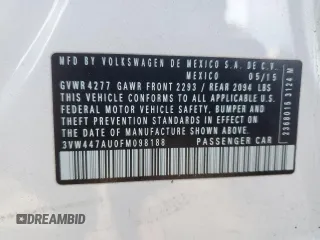 MFD BY VOLKSWAGEN DE MEXICO S.A. DE C.V.
MEXICO 05/15
GVWR 4277 GAWR FRONT 2293 / REAR 2094 LBS
THIS VEHICLE CONFORMS TO ALL APPLICABLE U.S.
FEDERAL MOTOR VEHICLE SAFETY, BUMPER AND
THEFT PREVENTION STANDARDS IN EFFECT ON THE
DATE OF MANUFACTURE SHOWN ABOVE.
3VW447AU0FM098188 PASSENGER CAR
2368015 3124 M
DREAMBID